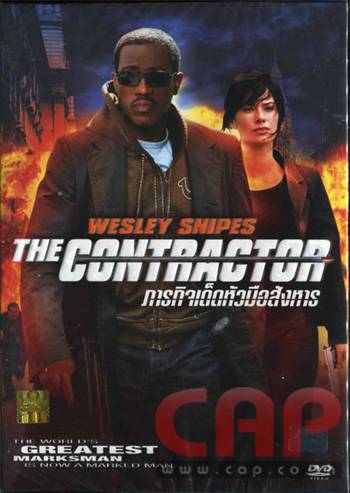 WESLEY SNIPES
THE CONTRACTOR
ภารกิจเด็ดหัวมือสังหาร
THE WORLD'S
GREATEST
MARKSMAN
IS NOW A MARKED MAN
CAP
www.cap.co
DVD
VIDEO